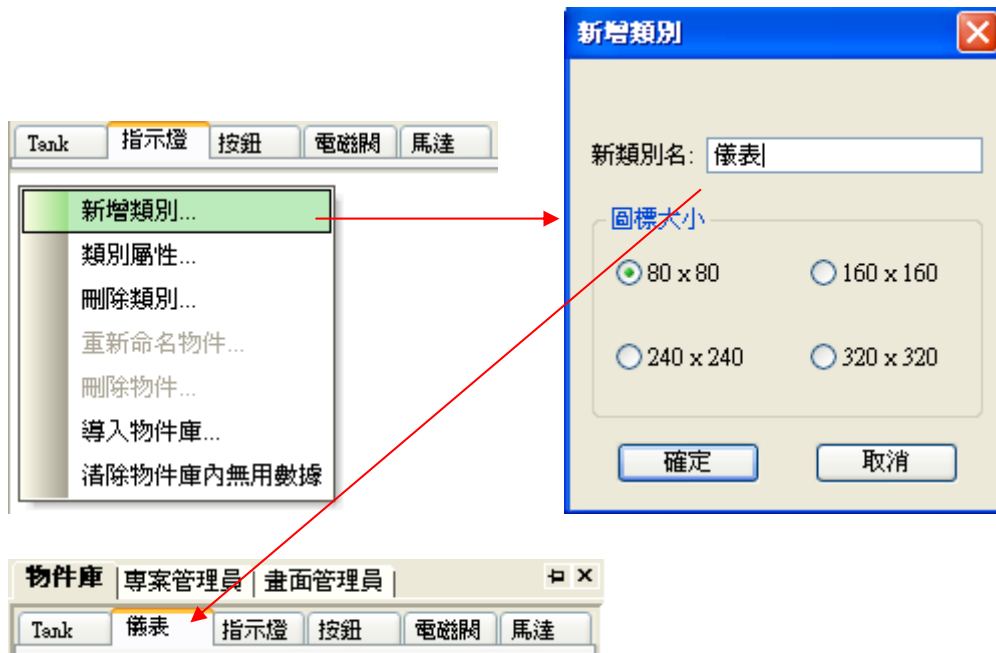 新增類別
Tank 指示燈 按鈕 電磁閥 馬達
新增類別...
類別屬性...
刪除類別...
重新命名物件...
刪除物件...
導入物件庫...
清除物件庫內無用數據
新類別名: 儀表
圖標大小
80 x 80 160 x 160
240 x 240 320 x 320
確定 取消
物件庫 專案管理員 畫面管理員
Tank 儀表 指示燈 按鈕 電磁閥 馬達